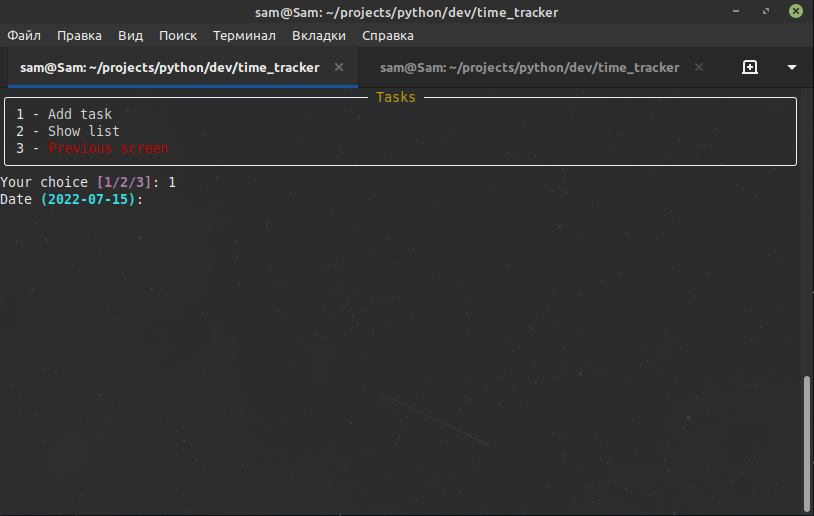 sam@Sam: ~/projects/python/dev/time_tracker
Файл Правка Вид Поиск Терминал Вкладки Справка
sam@Sam: ~/projects/python/dev/time_tracker sam@Sam: ~/projects/python/dev/time_tracker
Tasks
1 - Add task
2 - Show list
3 - Previous screen
Your choice [1/2/3]: 1
Date (2022-07-15):